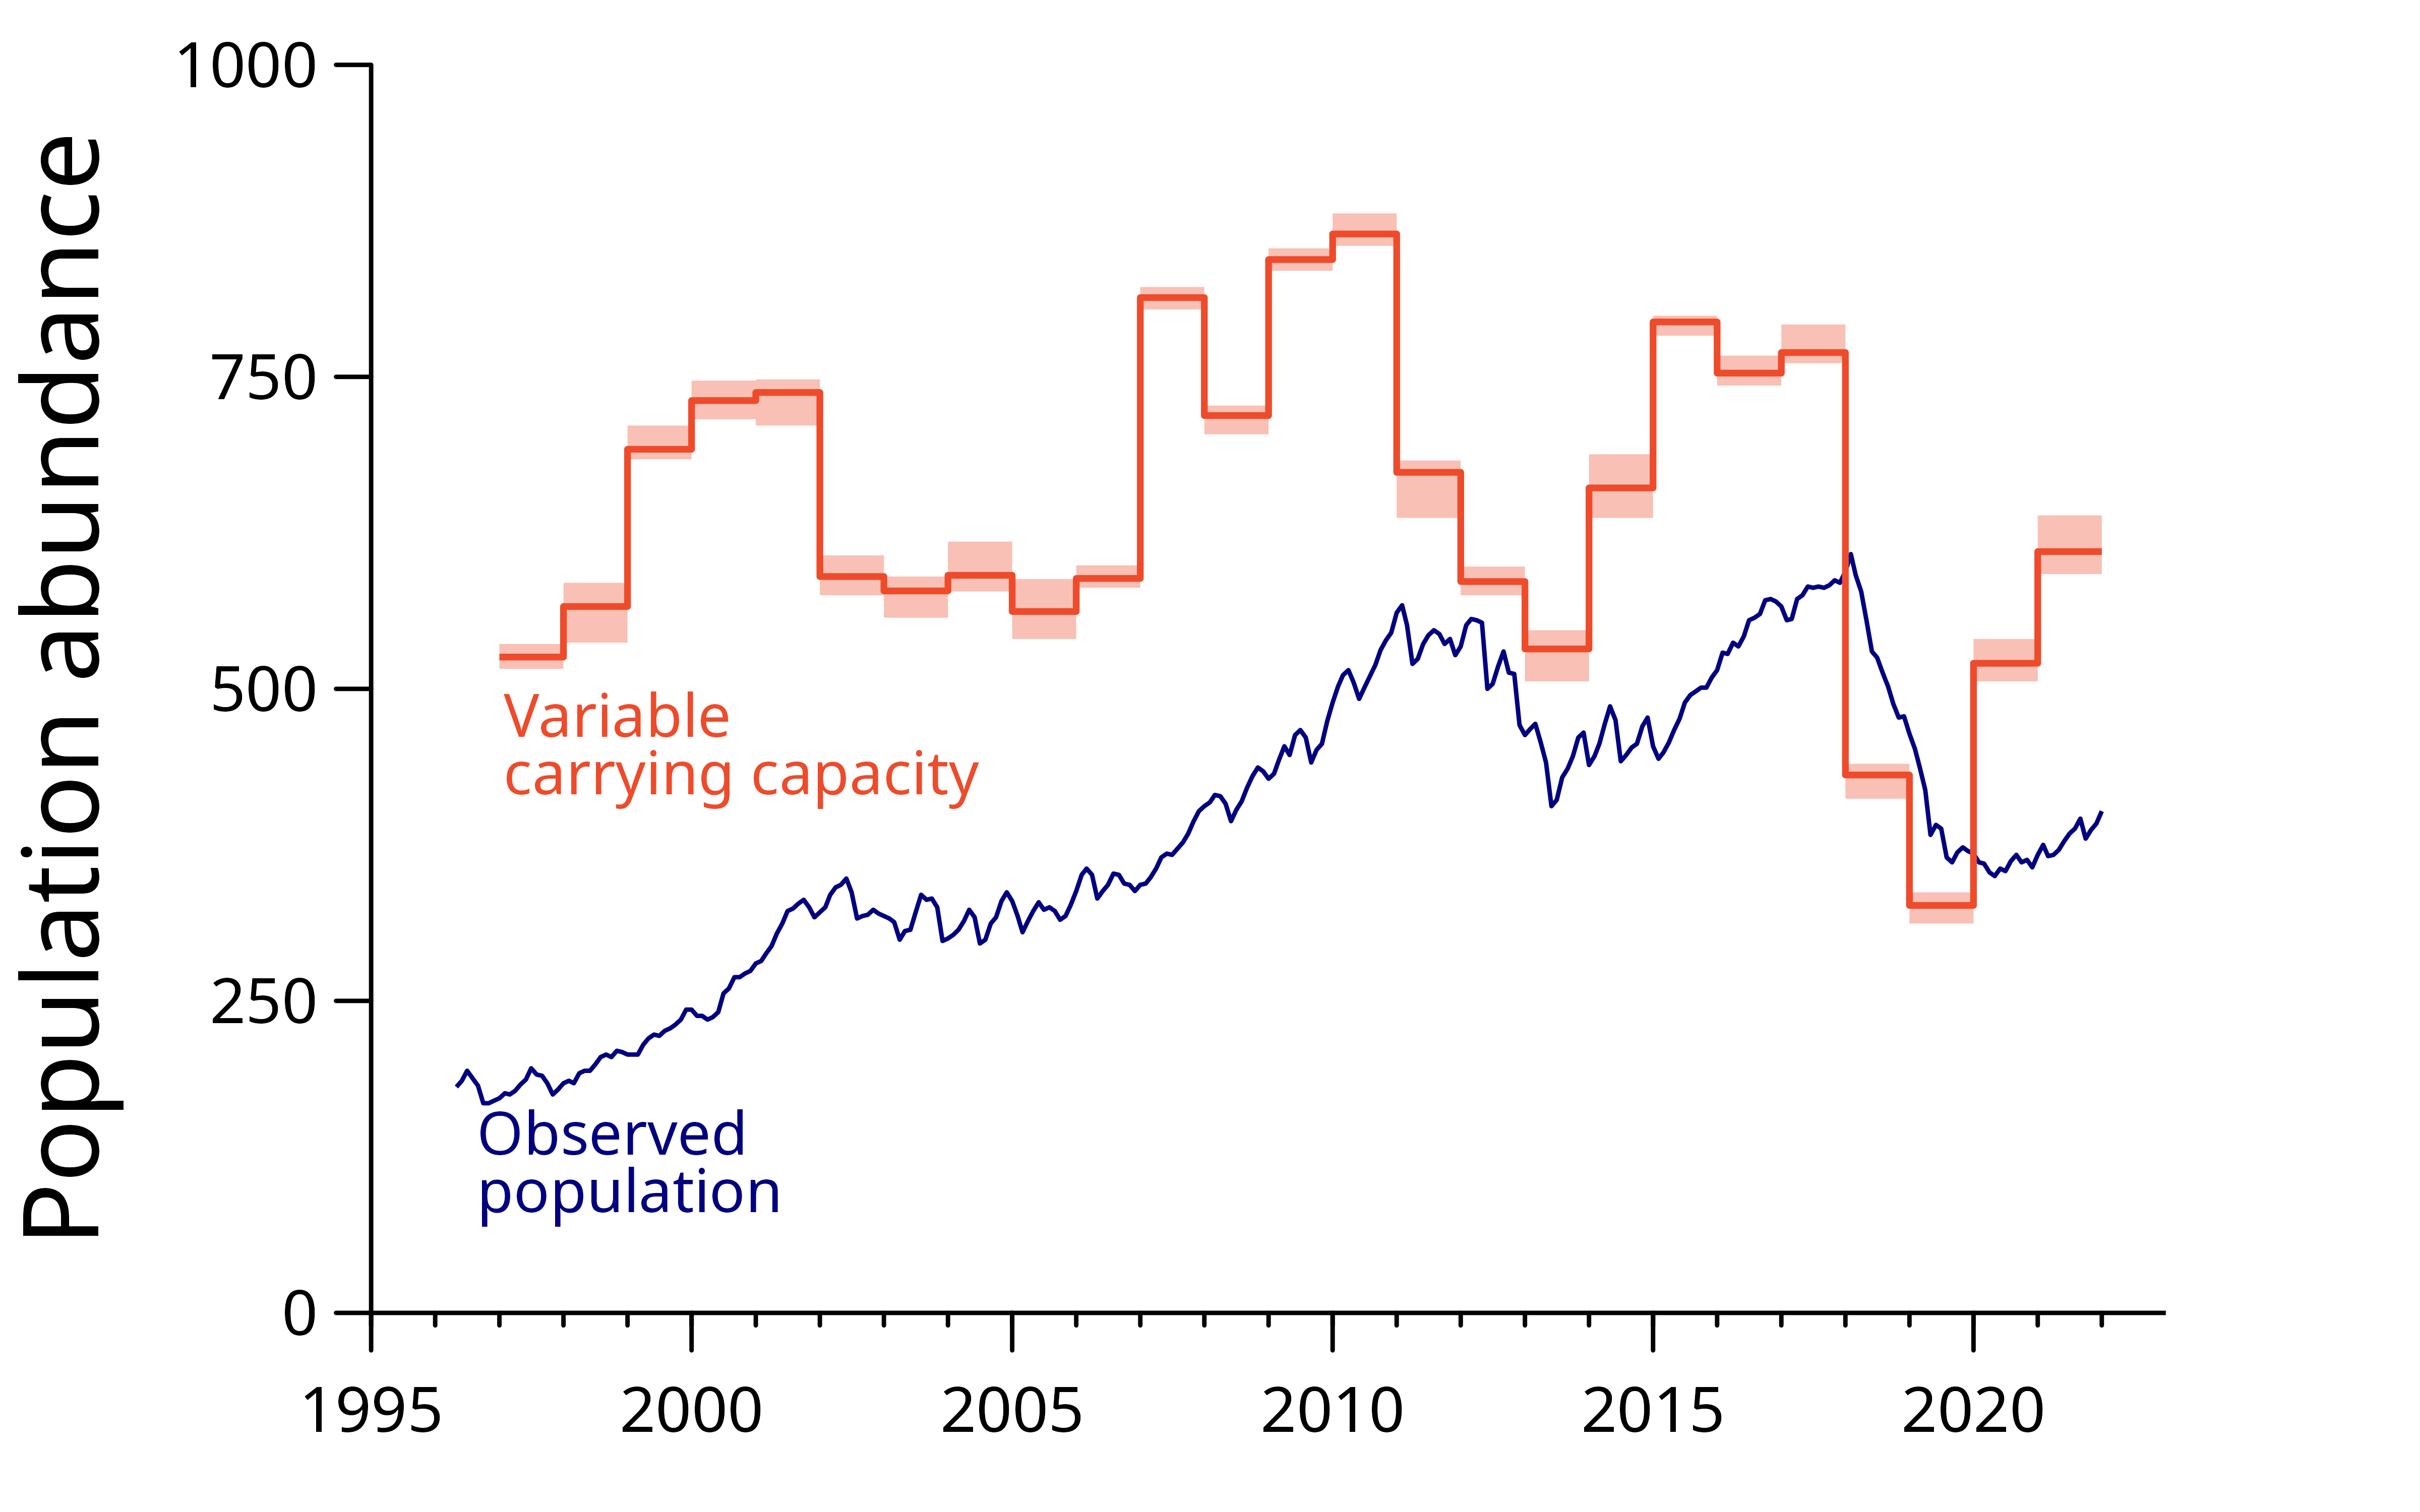 Population abundance
1000
750
500
250
0
Variable
carrying capacity
Observed
population
1995 2000 2005 2010 2015 2020